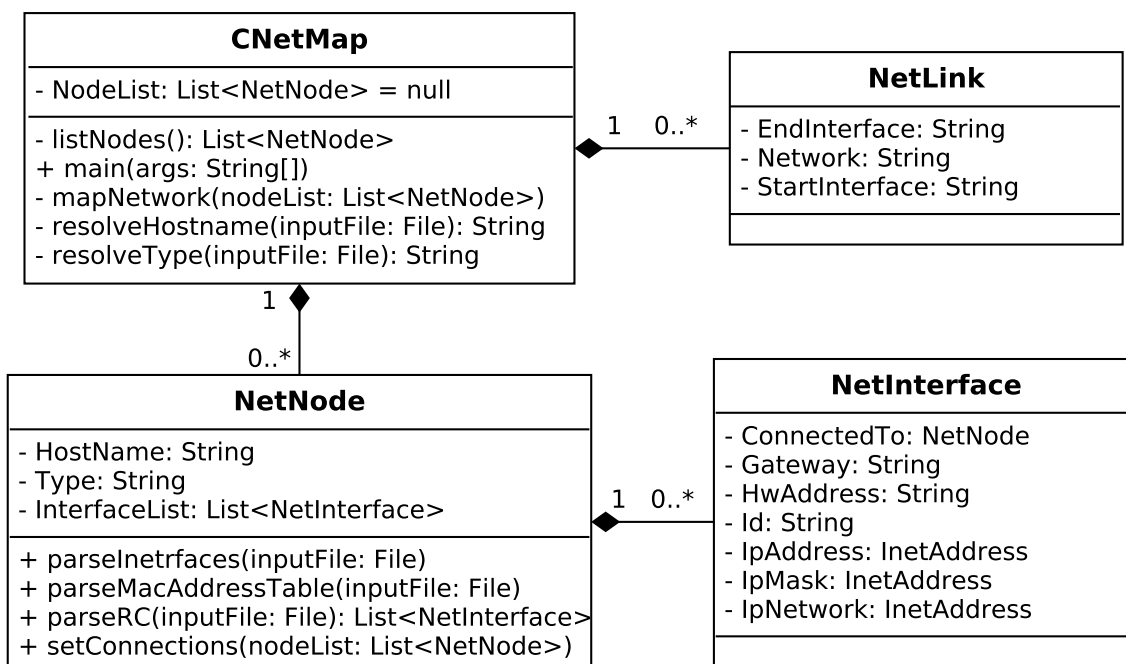 CNetMap
- NodeList: List<NetNode> = null
- listNodes(): List<NetNode>
+ main(args: String[])
- mapNetwork(nodeList: List<NetNode>)
- resolveHostname(inputFile: File): String
- resolveType(inputFile: File): String
1 0..*
NetLink
- EndInterface: String
- Network: String
- StartInterface: String
1
0..*
NetNode
- HostName: String
- Type: String
- InterfaceList: List<NetInterface>
+ parseInetrfaces(inputFile: File)
+ parseMacAddressTable(inputFile: File)
+ parseRC(inputFile: File): List<NetInterface>
+ setConnections(nodeList: List<NetNode>)
1 0..*
NetInterface
- ConnectedTo: NetNode
- Gateway: String
- HwAddress: String
- Id: String
- IpAddress: InetAddress
- IpMask: InetAddress
- IpNetwork: InetAddress